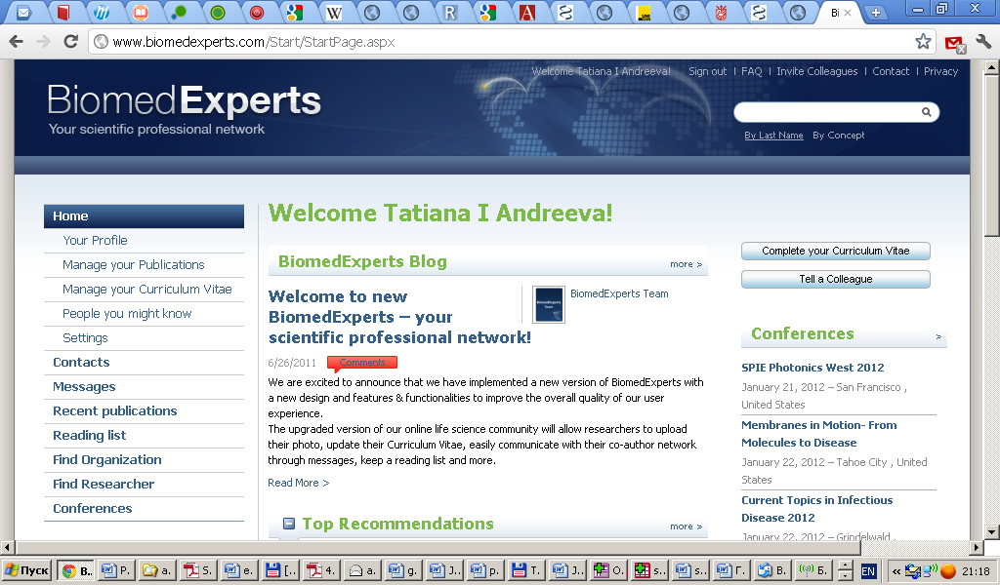 Bi
www.biomedexperts.com/Start/StartPage.aspx
Welcome Tatiana I Andreeva! Sign out | FAQ | Invite Colleagues | Contact | Privacy
BiomedExperts
Your scientific professional network
By Last Name By Concept
Home
Your Profile
Manage your Publications
Manage your Curriculum Vitae
People you might know
Settings
Contacts
Messages
Recent publications
Reading list
Find Organization
Find Researcher
Conferences
Welcome Tatiana I Andreeva!
BiomedExperts Blog
more >
Welcome to new
BiomedExperts – your
scientific professional network!
BiomedExperts Team
6/26/2011 Comments
We are excited to announce that we have implemented a new version of BiomedExperts with
a new design and features & functionalities to improve the overall quality of our user
experience.
The upgraded version of our online life science community will allow researchers to upload
their photo, update their Curriculum Vitae, easily communicate with their co-author network
through messages, keep a reading list and more.
Read More >
Top Recommendations
more >
Complete your Curriculum Vitae
Tell a Colleague
Conferences >
SPIE Photonics West 2012
January 21, 2012 – San Francisco ,
United States
Membranes in Motion- From
Molecules to Disease
January 22, 2012 – Tahoe City , United
States
Current Topics in Infectious
Disease 2012
January 24, 2012 – Grindelwald ,
Пуск B.. P.. a. S. e. [.. 4. a. g. J.. p. T. J.. O. s.. s.. Г. В. Б. EN « 21:18